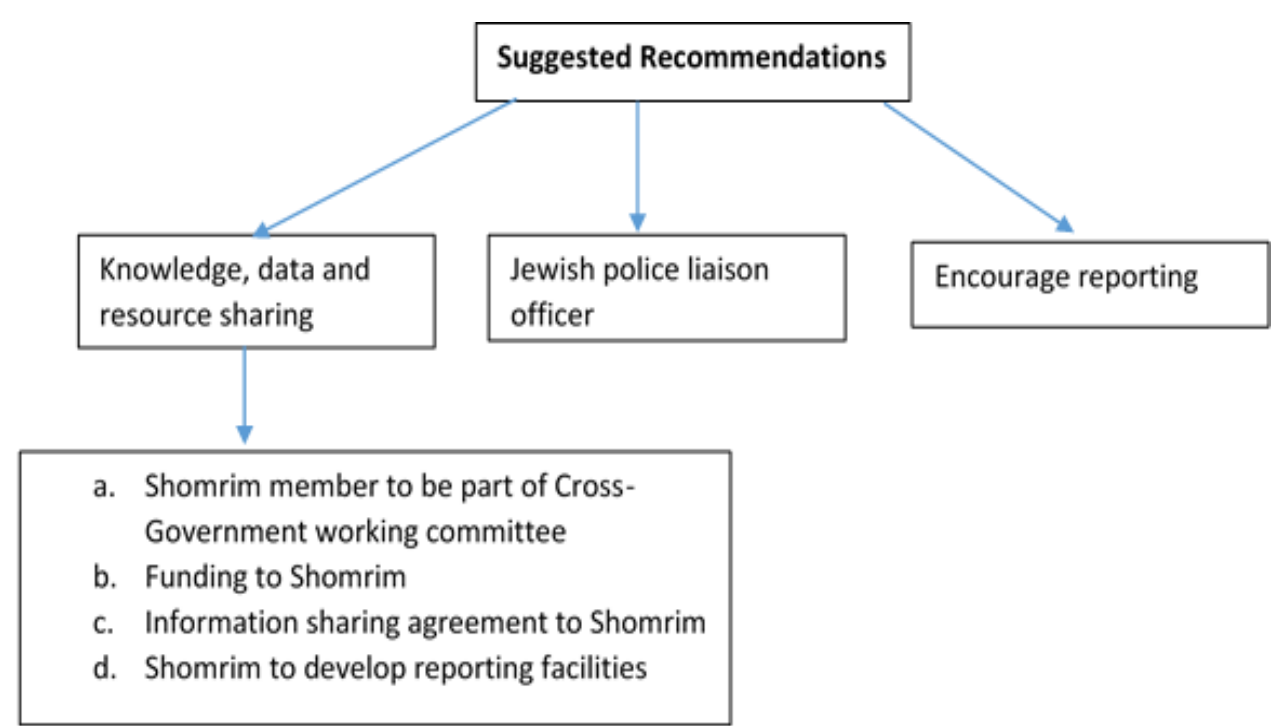 Suggested Recommendations
Knowledge, data and
resource sharing
Jewish police liaison
officer
Encourage reporting
a. Shomrim member to be part of Cross-
Government working committee
b. Funding to Shomrim
c. Information sharing agreement to Shomrim
d. Shomrim to develop reporting facilities